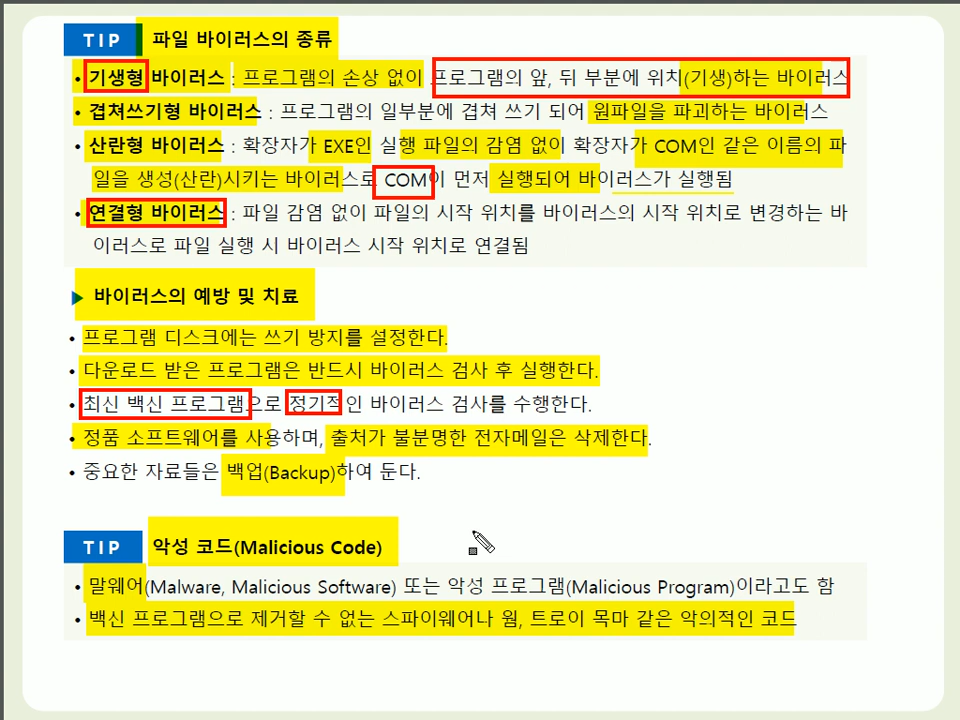 TIP 파일 바이러스의 종류
• 기생형 바이러스 : 프로그램의 손상 없이 프로그램의 앞, 뒤 부분에 위치(기생)하는 바이러스
• 겹쳐쓰기형 바이러스 : 프로그램의 일부분에 겹쳐 쓰기 되어 원파일을 파괴하는 바이러스
• 산란형 바이러스 : 확장자가 EXE인 실행 파일의 감염 없이 확장자가 COM인 같은 이름의 파
일을 생성(산란)시키는 바이러스로 COM이 먼저 실행되어 바이러스가 실행됨
• 연결형 바이러스 : 파일 감염 없이 파일의 시작 위치를 바이러스의 시작 위치로 변경하는 바
이러스로 파일 실행 시 바이러스 시작 위치로 연결됨
▶ 바이러스의 예방 및 치료
• 프로그램 디스크에는 쓰기 방지를 설정한다.
• 다운로드 받은 프로그램은 반드시 바이러스 검사 후 실행한다.
• 최신 백신 프로그램으로 정기적인 바이러스 검사를 수행한다.
• 정품 소프트웨어를 사용하며, 출처가 불분명한 전자메일은 삭제한다.
• 중요한 자료들은 백업(Backup)하여 둔다.
TIP 악성 코드(Malicious Code)
• 말웨어(Malware, Malicious Software) 또는 악성 프로그램(Malicious Program)이라고도 함
• 백신 프로그램으로 제거할 수 없는 스파이웨어나 웜, 트로이 목마 같은 악의적인 코드